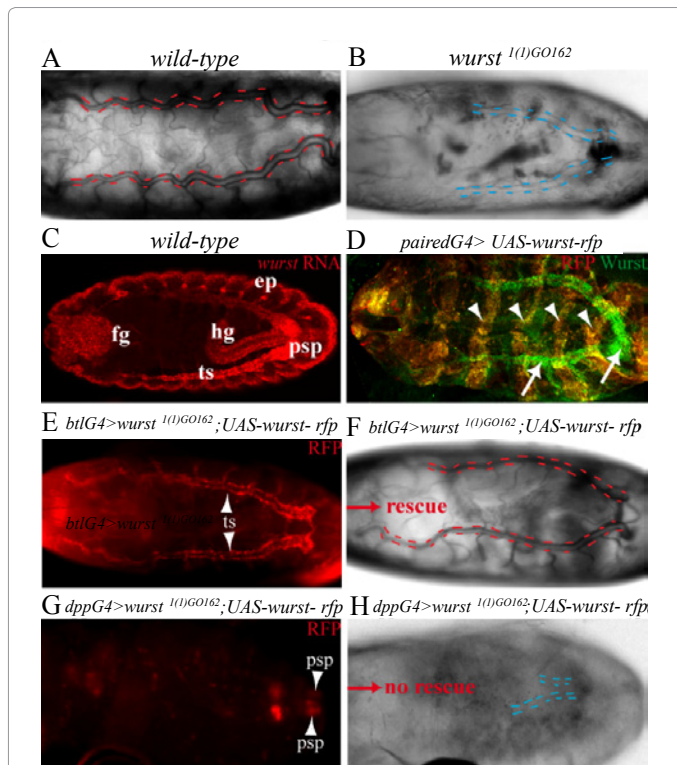 A wild-type
B wurst 1(1)GO162
C wild-type
wurst RNA
ep
fg
hg
psp
ts
D pairedG4> UAS-wurst-rfp
RFP Wurst
E btlG4>wurst 1(1)GO162;UAS-wurst- rfp
RFP
btlG4>wurst
ts
F btlG4>wurst 1(1)GO162;UAS-wurst- rfp
rescue
G dppG4>wurst 1(1)GO162;UAS-wurst- rfp
RFP
psp
psp
H dppG4>wurst 1(1)GO162;UAS-wurst- rfp
no rescue